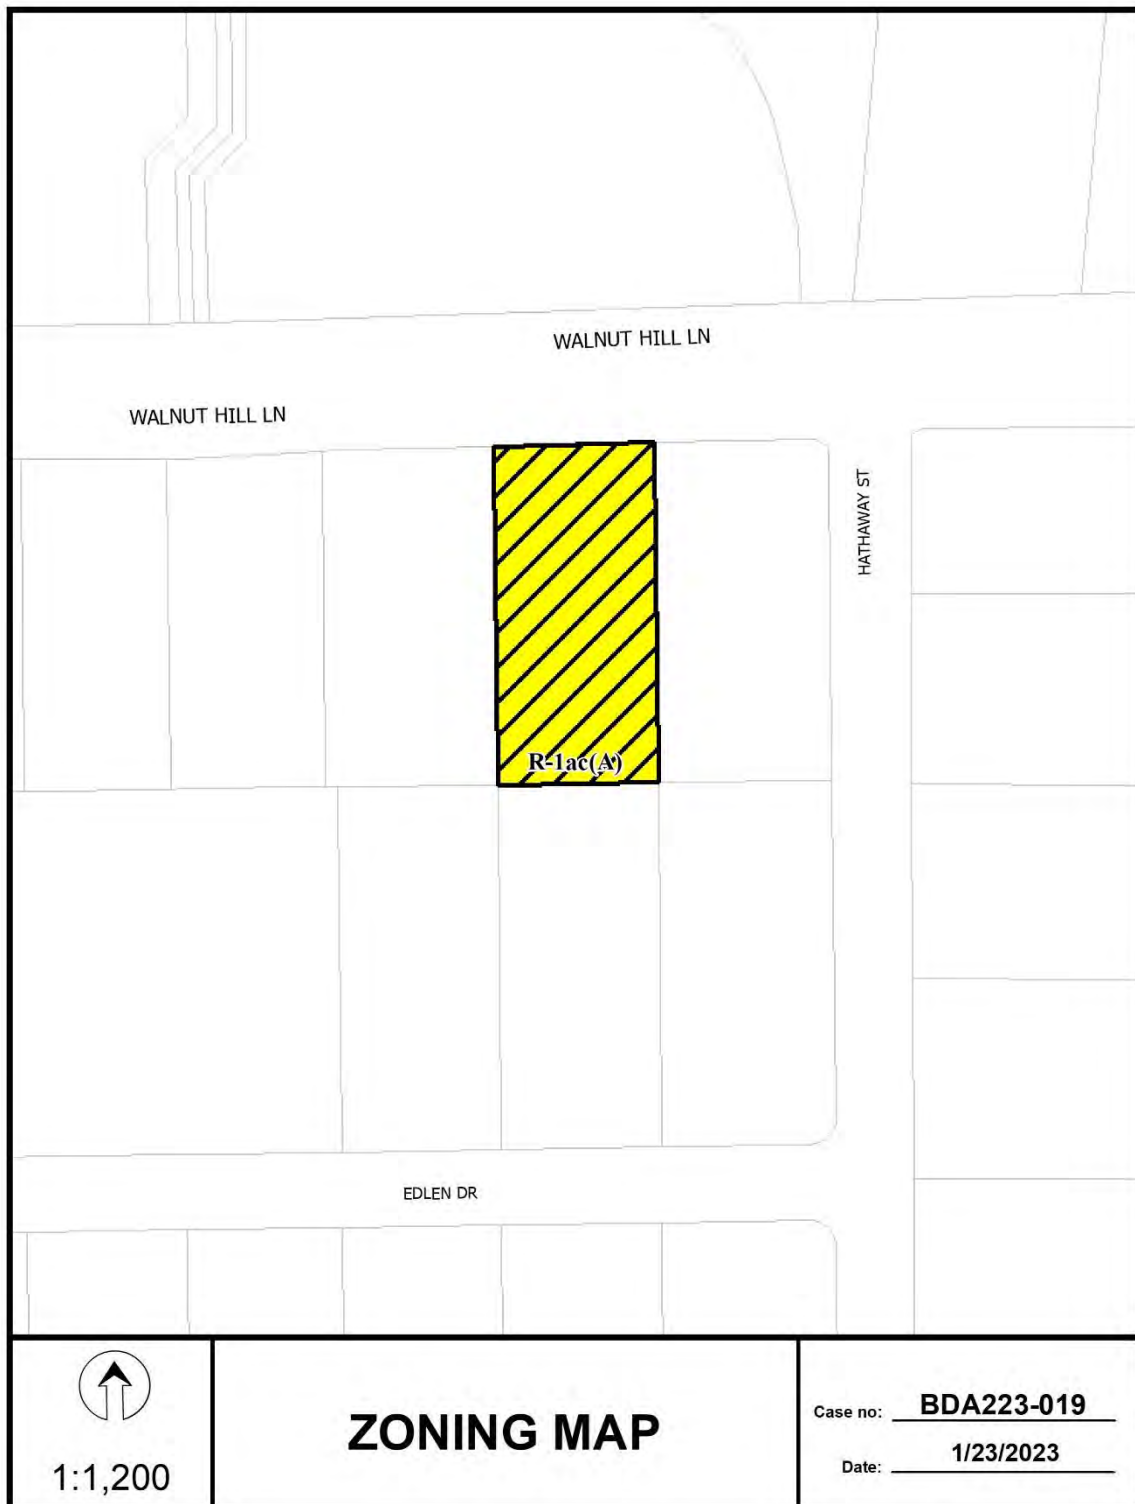 WALNUT HILL LN
WALNUT HILL LN
HATHAWAY ST
R-1ac(A)
EDLEN DR
1:1,200
ZONING MAP
Case no: BDA223-019
Date: 1/23/2023